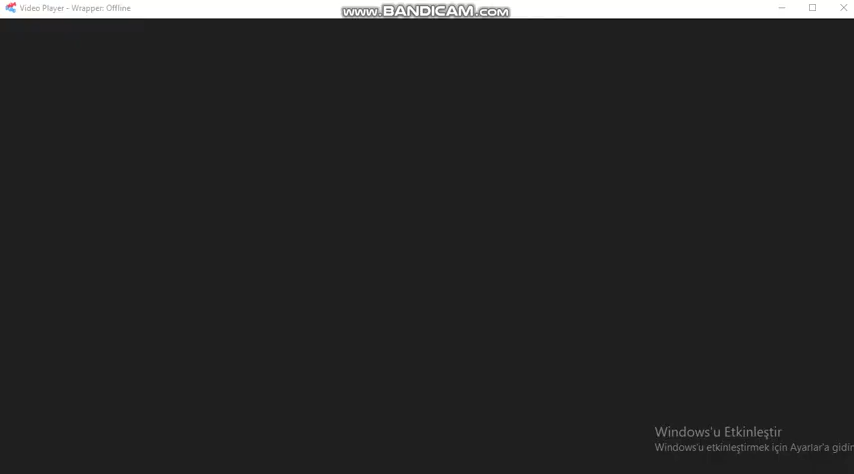 Video Player - Wrapper: Offline
www.BANDICAM.com
Windows'u Etkinleştir
Windows'u etkinleştirmek için Ayarlar'a gidin